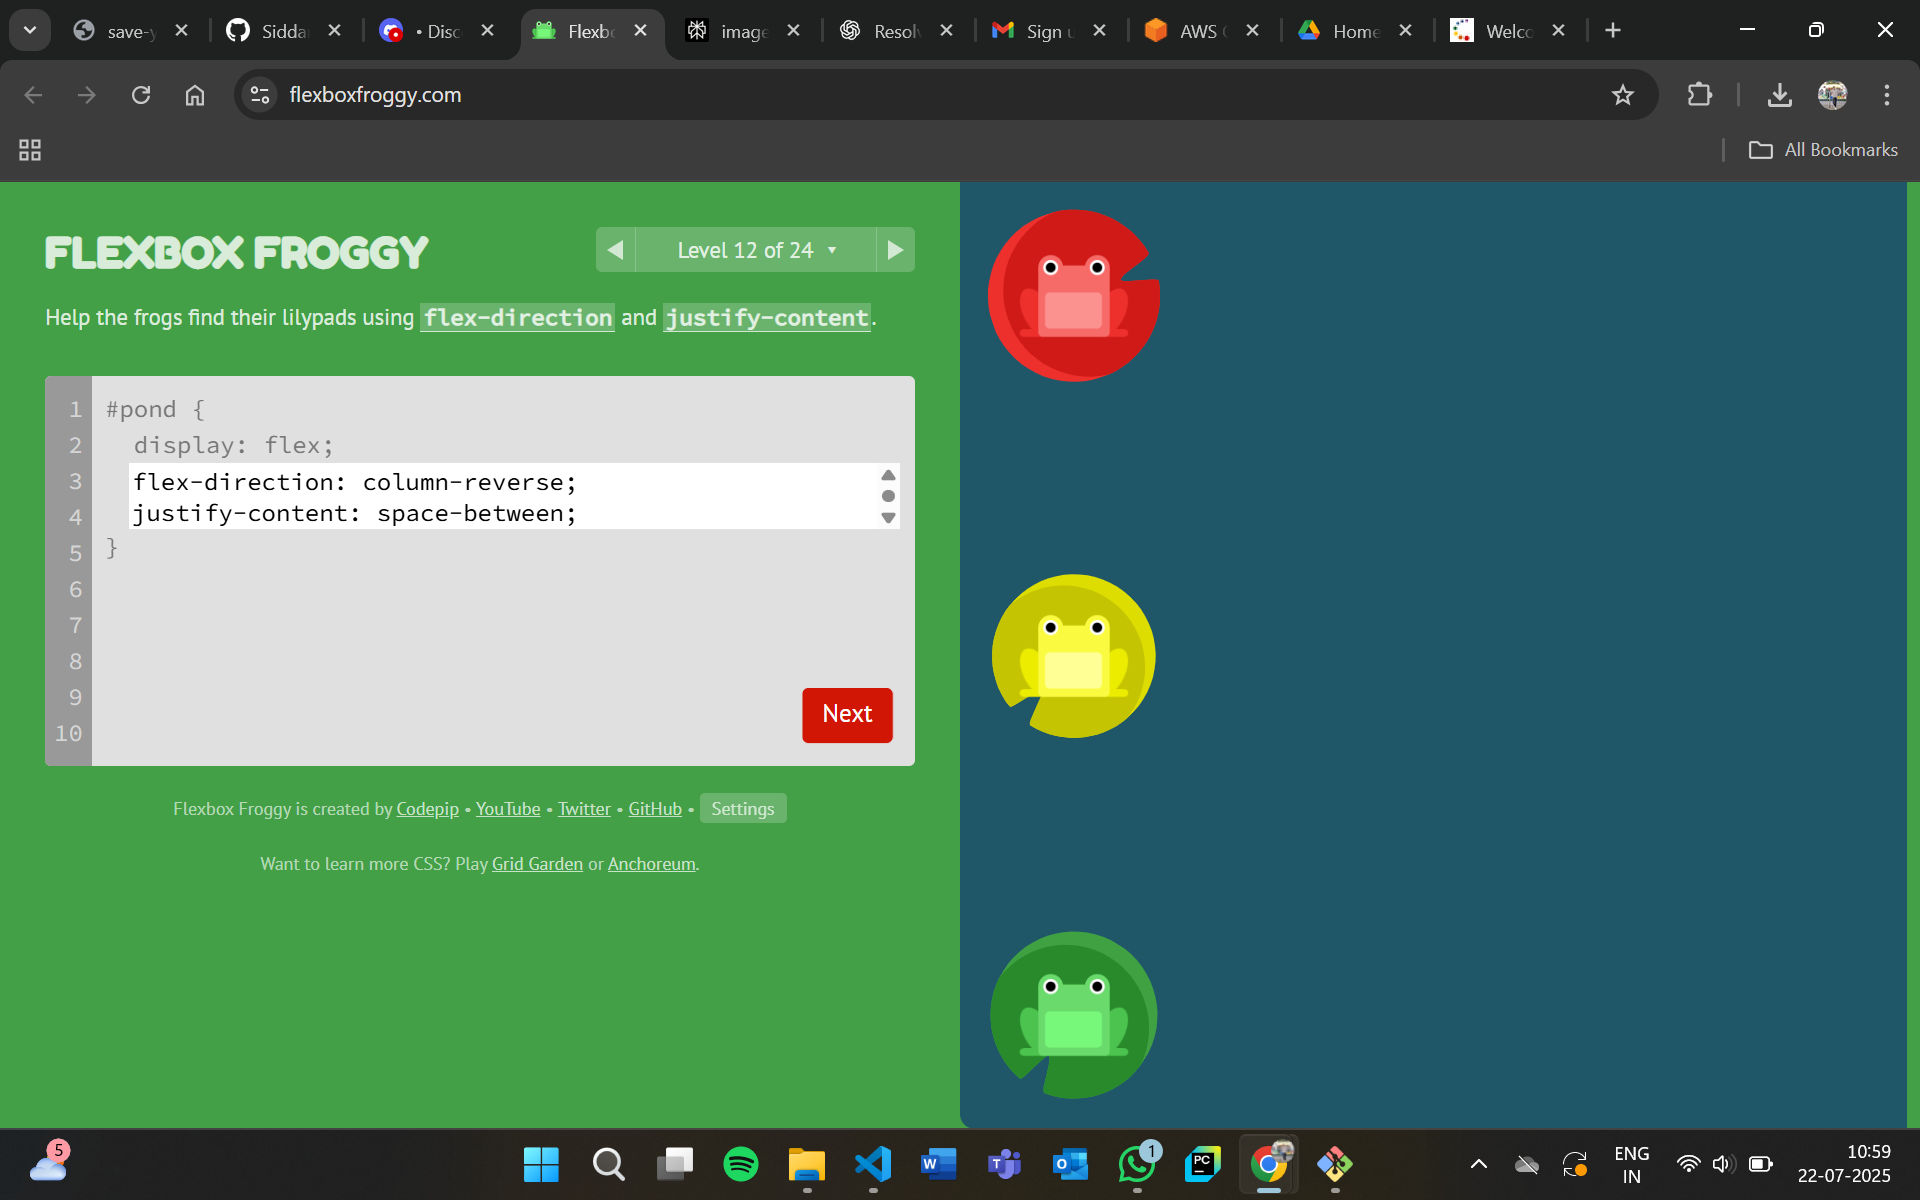 save-y
Sidda
• Disc
Flexbo
image
Resolv
Sign u
AWS
Home
Welco
flexboxfroggy.com
All Bookmarks
FLEXBOX FROGGY
Level 12 of 24
Help the frogs find their lilypads using flex-direction and justify-content.
1 #pond {
2 display: flex;
3 flex-direction: column-reverse;
4 justify-content: space-between;
5 }
6
7
8
9
10
Next
Flexbox Froggy is created by Codepip • YouTube • Twitter • GitHub • Settings
Want to learn more CSS? Play Grid Garden or Anchoreum.
5
1
ENG
IN
10:59
22-07-2025